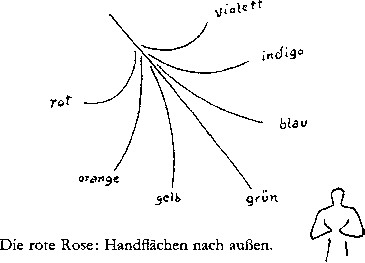 violett
indigo
rot
blau
orange
gelb
grün
Die rote Rose: Handflächen nach außen.